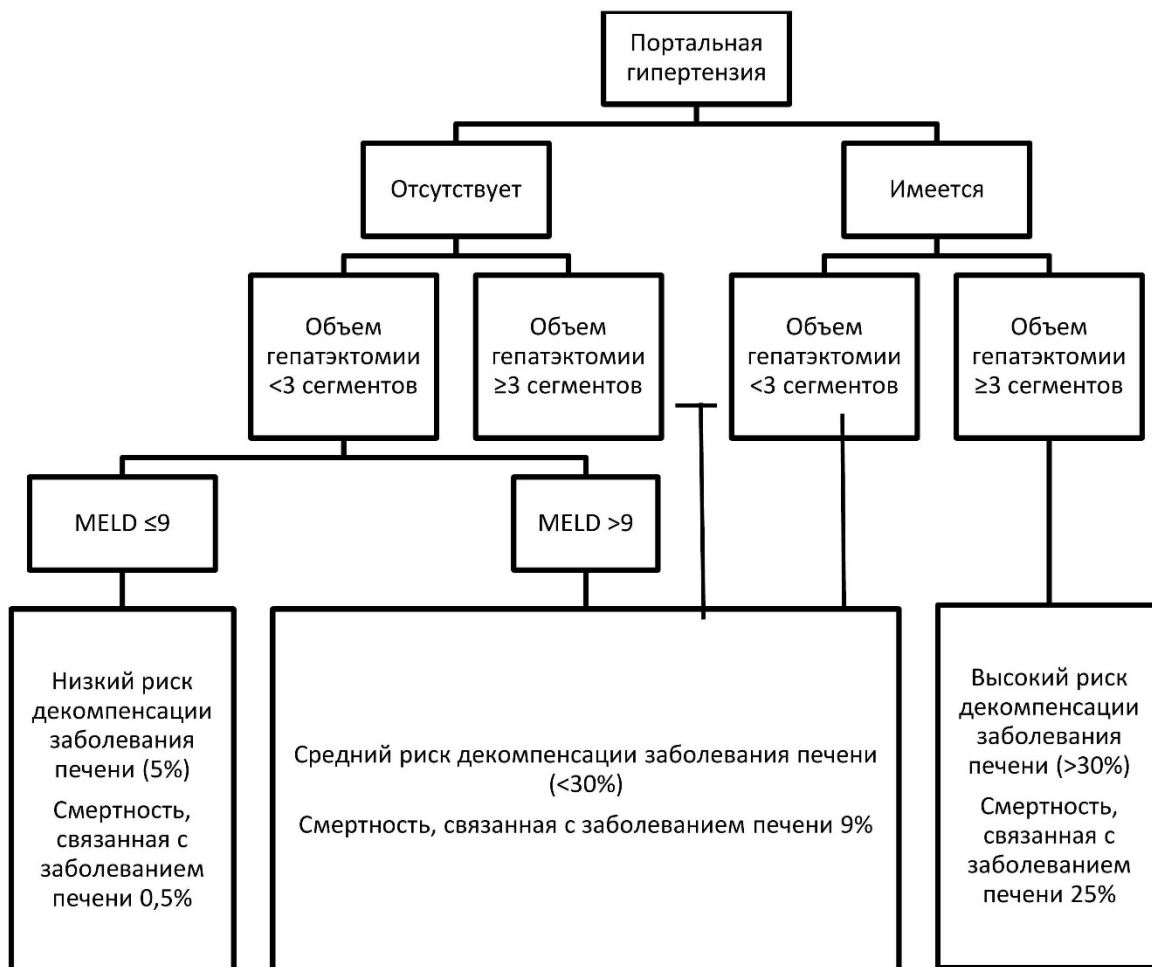 Портальная
гипертензия
Отсутствует
Имеется
Объем
гепатэктомии
<3 сегментов
Объем
гепатэктомии
≥3 сегментов
Объем
гепатэктомии
<3 сегментов
Объем
гепатэктомии
≥3 сегментов
MELD ≤9
MELD >9
Низкий риск
декомпенсации
заболевания
печени (5%)
Смертность,
связанная с
заболеванием
печени 0,5%
Средний риск декомпенсации заболевания печени
(<30%)
Смертность, связанная с заболеванием печени 9%
Высокий риск
декомпенсации
заболевания
печени (>30%)
Смертность,
связанная с
заболеванием
печени 25%